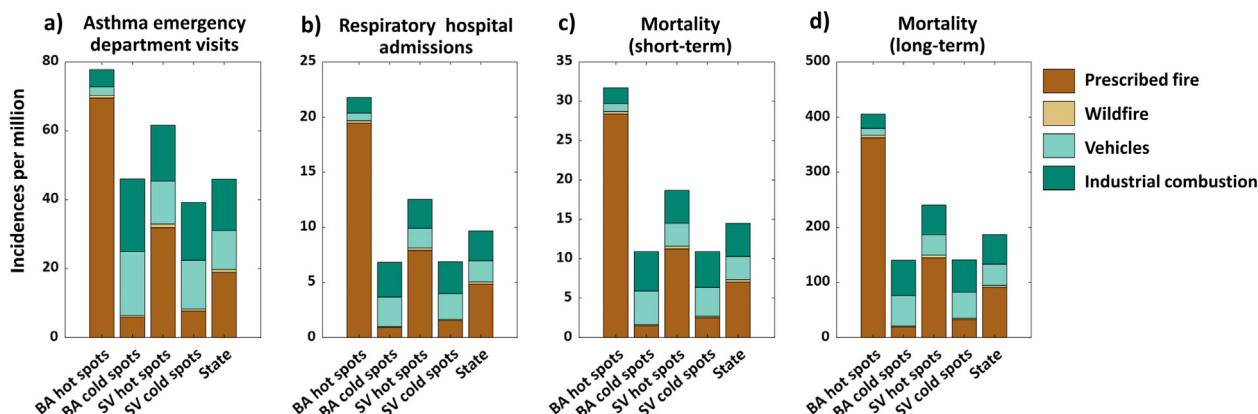 a) Asthma emergency
department visits
b) Respiratory hospital
admissions
c) Mortality
(short-term)
d) Mortality
(long-term)
Incidences per million
80
60
40
20
0
BA hot spots
BA cold spots
SV hot spots
SV cold spots
State
25
20
15
10
5
0
BA hot spots
BA cold spots
SV hot spots
SV cold spots
State
35
30
25
20
15
10
5
0
BA hot spots
BA cold spots
SV hot spots
SV cold spots
State
500
400
300
200
100
0
BA hot spots
BA cold spots
SV hot spots
SV cold spots
State
Prescribed fire
Wildfire
Vehicles
Industrial combustion